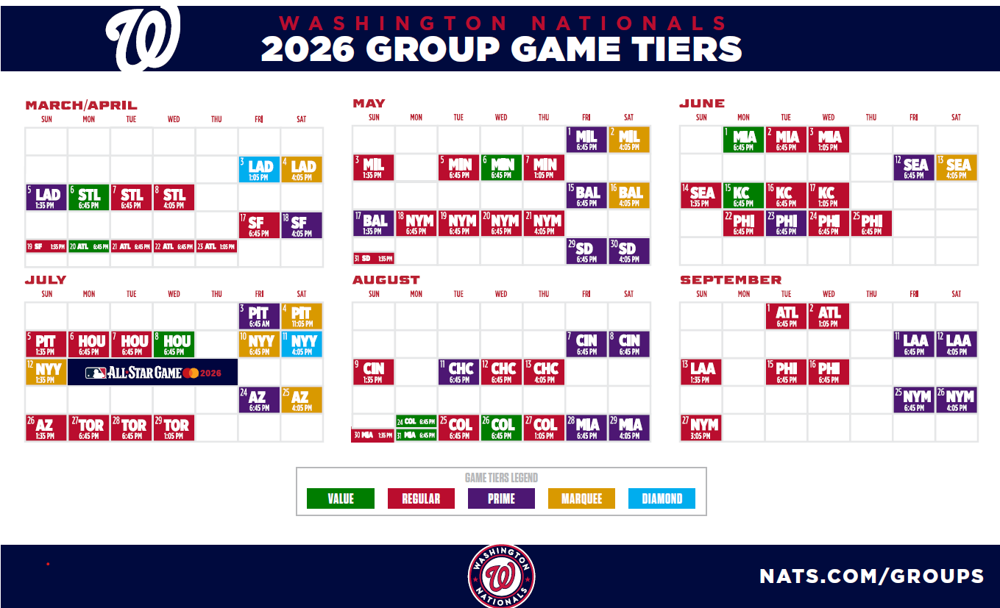 WASHINGTON NATIONALS
2026 GROUP GAME TIERS
MARCH/APRIL
SUN MON TUE WED THU FRI SAT
3 LAD 1:05 PM
4 LAD 4:05 PM
5 LAD 1:35 PM
6 STL 6:45 PM
7 STL 6:45 PM
8 STL 4:05 PM
17 SF 6:45 PM
18 SF 4:05 PM
19 SF 1:35 PM
20 ATL 6:45 PM
21 ATL 6:45 PM
22 ATL 6:45 PM
23 ATL 1:05 PM
MAY
SUN MON TUE WED THU FRI SAT
1 MIL 6:45 PM
2 MIL 4:05 PM
3 MIL 1:35 PM
5 MIN 6:45 PM
6 MIN 6:45 PM
7 MIN 1:05 PM
15 BAL 6:45 PM
16 BAL 4:05 PM
17 BAL 1:35 PM
18 NYM 6:45 PM
19 NYM 6:45 PM
20 NYM 6:45 PM
21 NYM 4:05 PM
29 SD 6:45 PM
30 SD 4:05 PM
31 SD 1:35 PM
JUNE
SUN MON TUE WED THU FRI SAT
1 MIA 6:45 PM
2 MIA 6:45 PM
3 MIA 1:05 PM
12 SEA 6:45 PM
13 SEA 4:05 PM
14 SEA 1:35 PM
15 KC 6:45 PM
16 KC 6:45 PM
17 KC 1:05 PM
22 PHI 6:45 PM
23 PHI 6:45 PM
24 PHI 6:45 PM
25 PHI 6:45 PM
JULY
SUN MON TUE WED THU FRI SAT
3 PIT 6:45 AM
4 PIT 11:05 PM
5 PIT 1:35 PM
6 HOU 6:45 PM
7 HOU 6:45 PM
8 HOU 6:45 PM
10 NYY 6:45 PM
11 NYY 4:05 PM
12 NYY 1:35 PM
ALL★STAR GAME 2026
24 AZ 6:45 PM
25 AZ 4:05 PM
26 AZ 1:35 PM
27 TOR 6:45 PM
28 TOR 6:45 PM
29 TOR 1:05 PM
AUGUST
SUN MON TUE WED THU FRI SAT
7 CIN 6:45 PM
8 CIN 6:45 PM
9 CIN 1:35 PM
11 CHC 6:45 PM
12 CHC 6:45 PM
13 CHC 4:05 PM
24 COL 6:45 PM
25 COL 6:45 PM
26 COL 6:45 PM
27 COL 1:05 PM
28 MIA 6:45 PM
29 MIA 4:05 PM
30 MIA 1:35 PM
31 MIA 6:45 PM
SEPTEMBER
SUN MON TUE WED THU FRI SAT
1 ATL 6:45 PM
2 ATL 1:05 PM
11 LAA 6:45 PM
12 LAA 4:05 PM
13 LAA 1:35 PM
15 PHI 6:45 PM
16 PHI 6:45 PM
25 NYM 6:45 PM
26 NYM 4:05 PM
27 NYM 3:05 PM
GAME TIERS LEGEND
VALUE REGULAR PRIME MARQUEE DIAMOND
WASHINGTON NATIONALS
W
NATS.COM/GROUPS